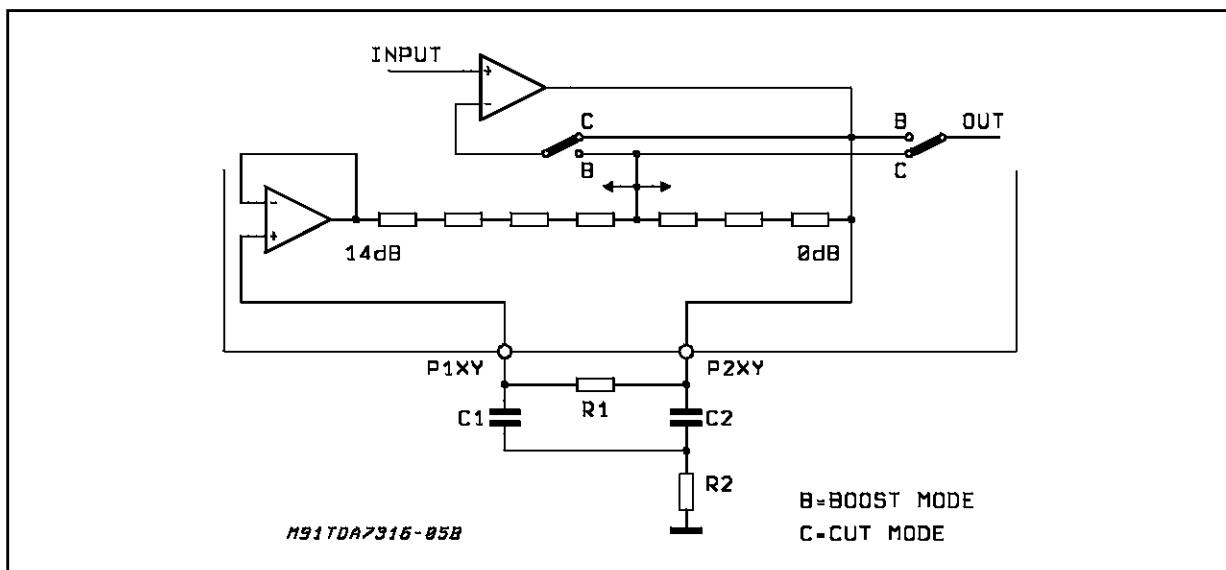 INPUT
+
-
C
B
OUT
B
C
-
+
14dB
0dB
P1XY
P2XY
R1
C1
C2
R2
B=BOOST MODE
M91TDA7316-05B
C=CUT MODE